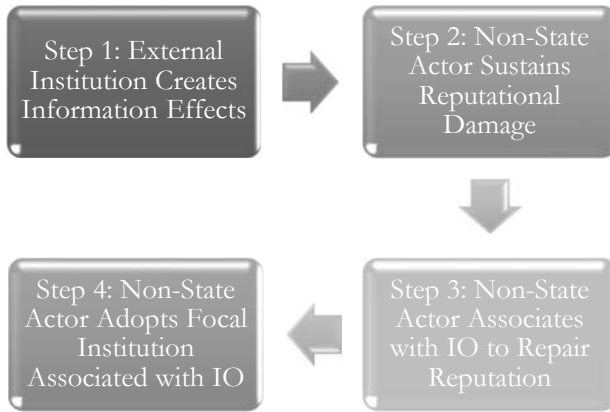 Step 1: External
Institution Creates
Information Effects
Step 2: Non-State
Actor Sustains
Reputational
Damage
Step 3: Non-State
Actor Associates
with IO to Repair
Reputation
Step 4: Non-State
Actor Adopts Focal
Institution
Associated with IO